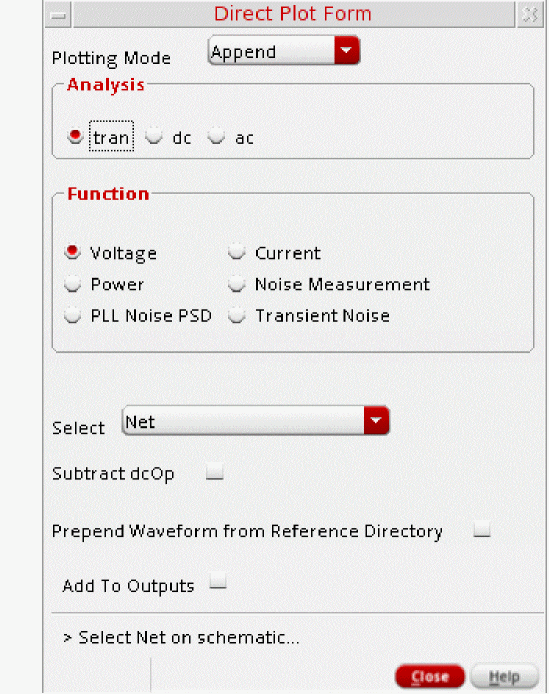 Direct Plot Form
Plotting Mode Append
Analysis
tran dc ac
Function
Voltage Current
Power Noise Measurement
PLL Noise PSD Transient Noise
Select Net
Subtract dcOp
Prepend Waveform from Reference Directory
Add To Outputs
> Select Net on schematic...
Close Help